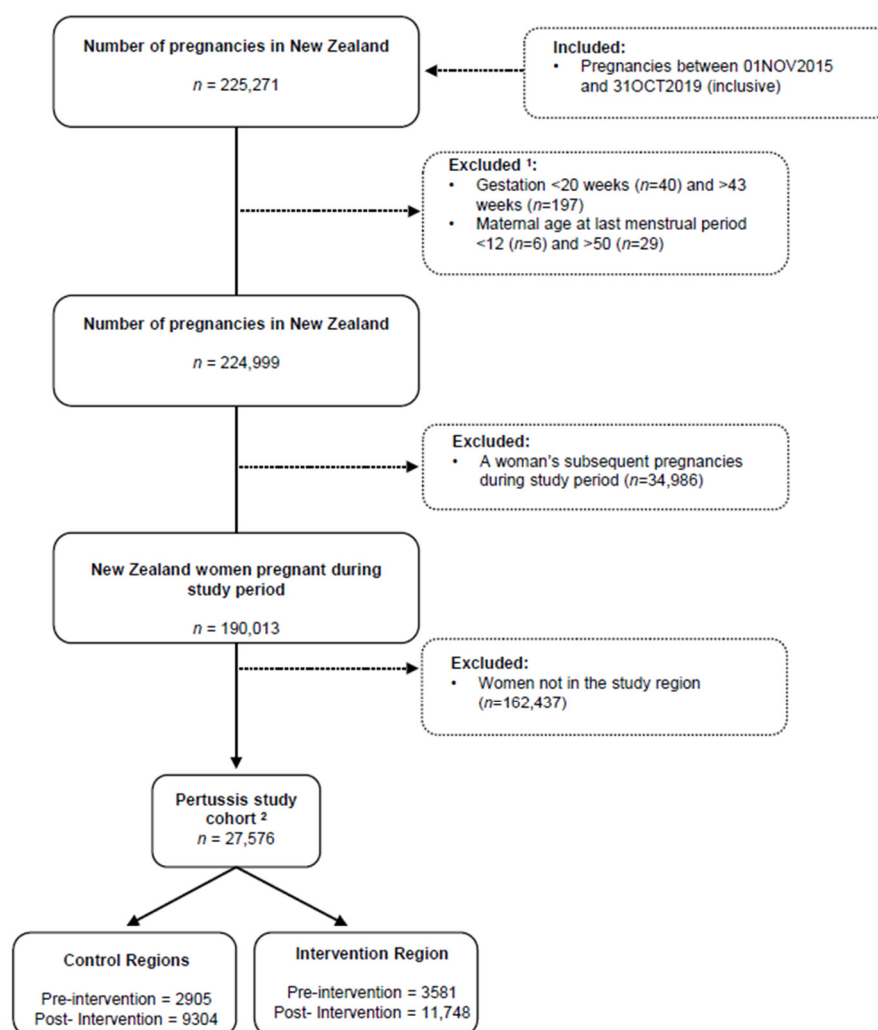 Number of pregnancies in New Zealand
n = 225,271
Included:
• Pregnancies between 01NOV2015
and 31OCT2019 (inclusive)
Excluded ¹:
• Gestation <20 weeks (n=40) and >43
weeks (n=197)
• Maternal age at last menstrual period
<12 (n=6) and >50 (n=29)
Number of pregnancies in New Zealand
n = 224,999
Excluded:
• A woman's subsequent pregnancies
during study period (n=34,986)
New Zealand women pregnant during
study period
n = 190,013
Excluded:
• Women not in the study region
(n=162,437)
Pertussis study
cohort ²
n = 27,576
Control Regions
Pre-intervention = 2905
Post- Intervention = 9304
Intervention Region
Pre-intervention = 3581
Post- Intervention = 11,748